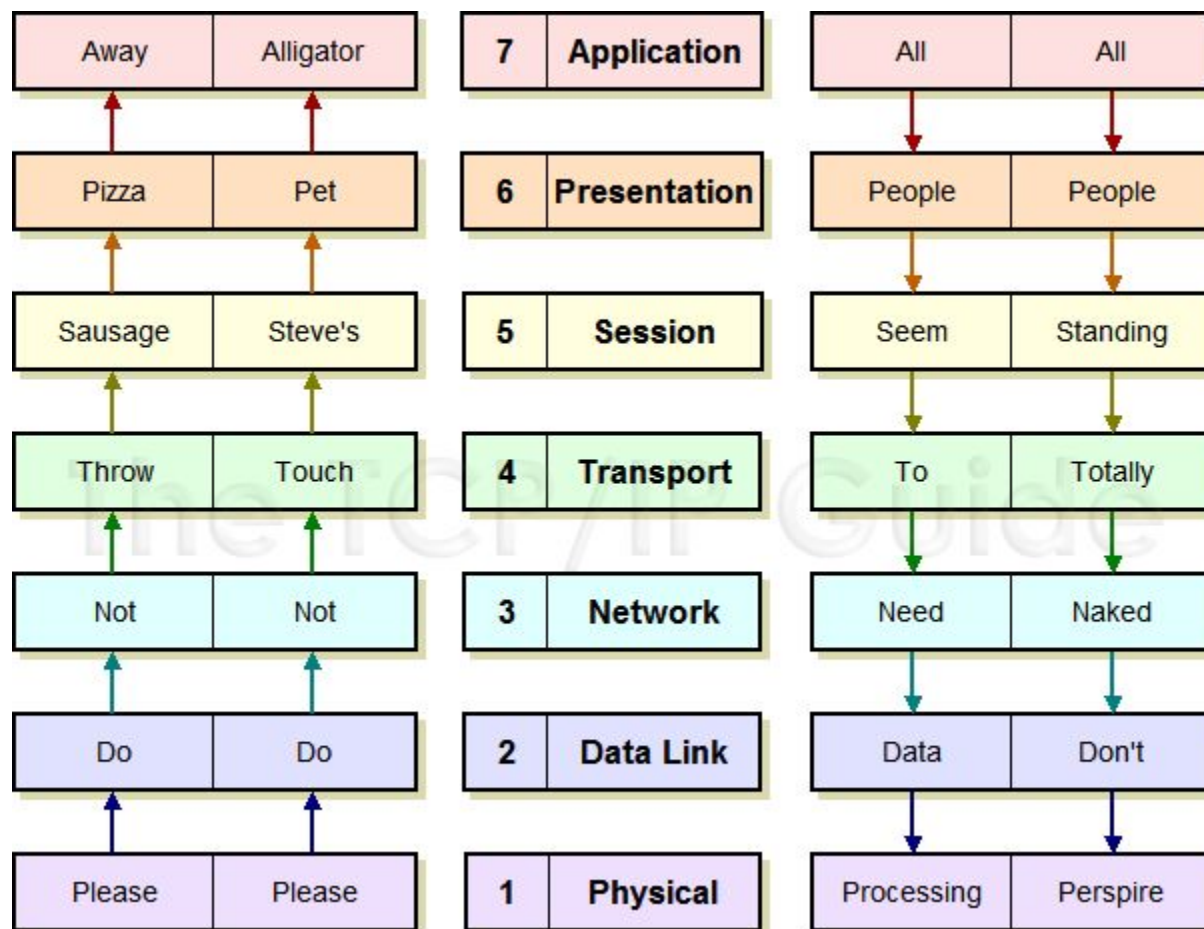 Away Alligator 7 Application All All
Pizza Pet 6 Presentation People People
Sausage Steve's 5 Session Seem Standing
Throw Touch 4 Transport To Totally
The TCP/IP Guide
Not Not 3 Network Need Naked
Do Do 2 Data Link Data Don't
Please Please 1 Physical Processing Perspire